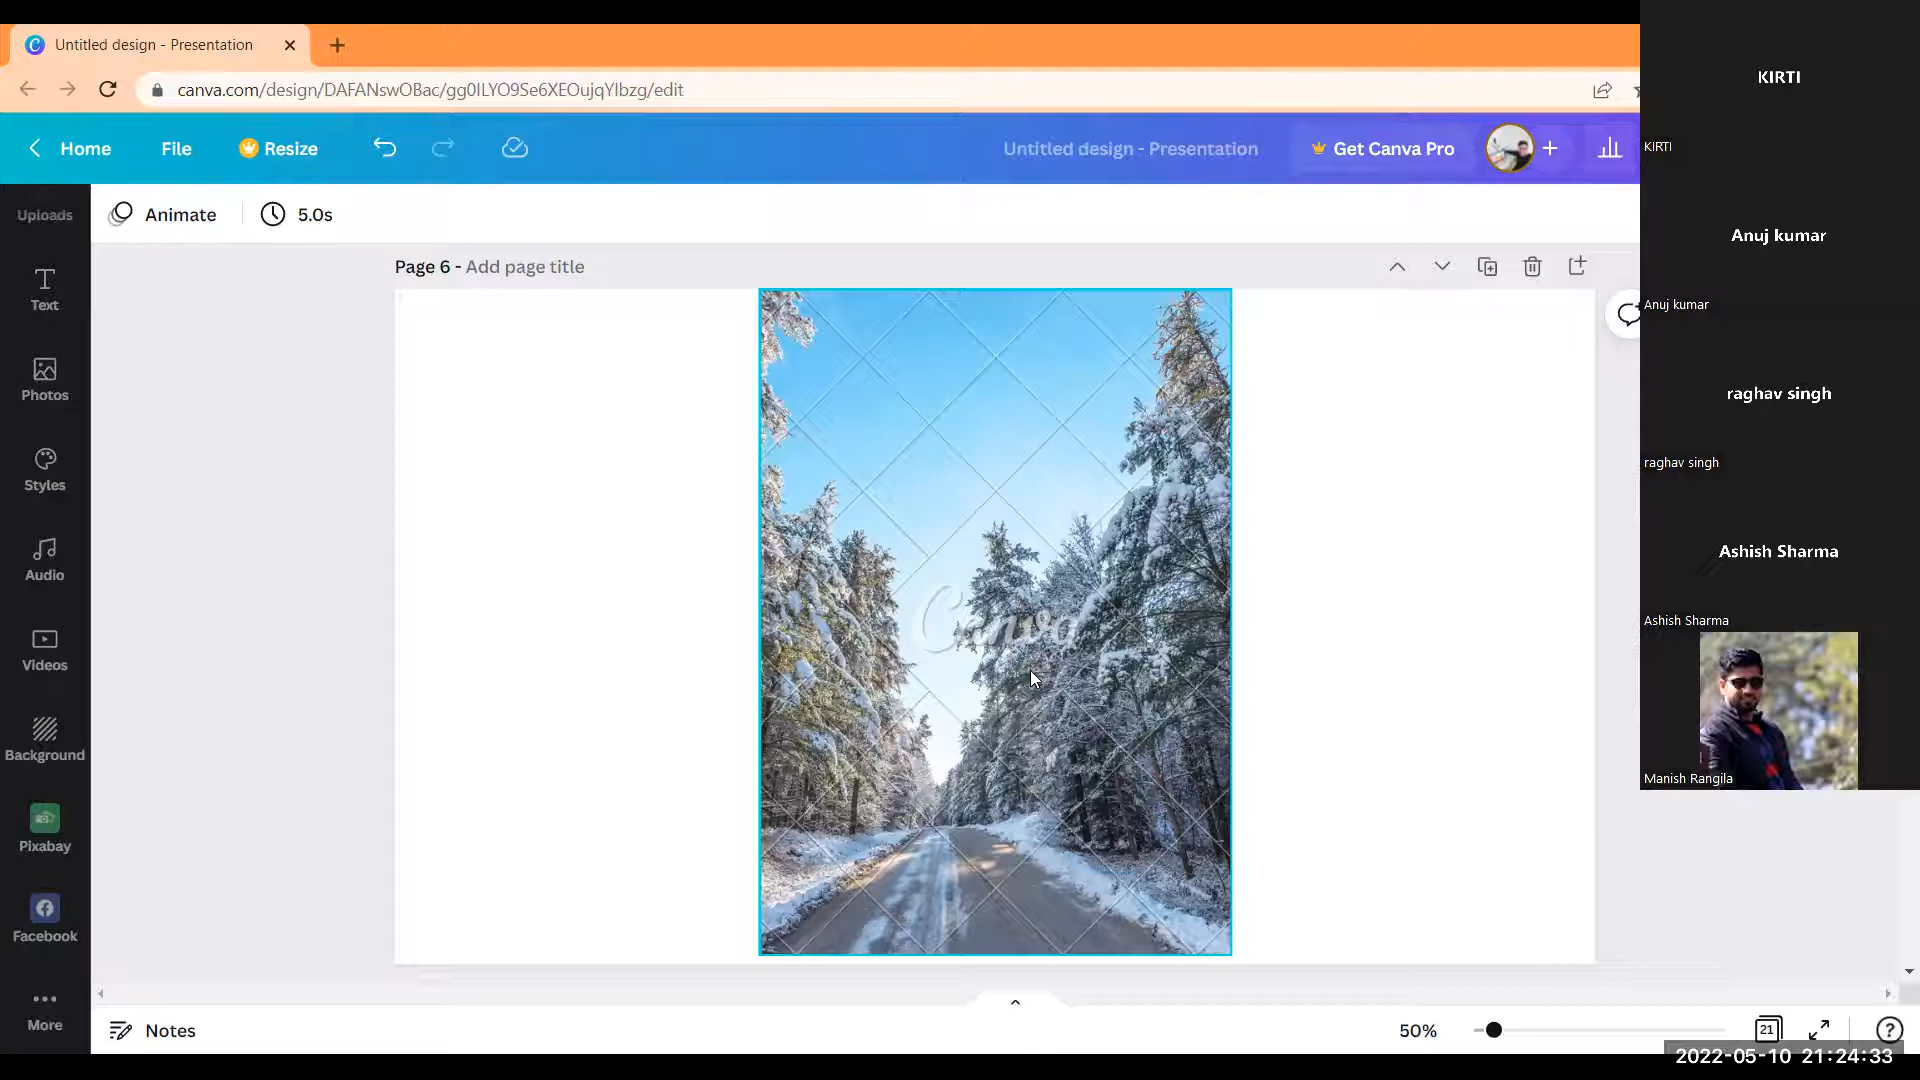 Untitled design - Presentation
canva.com/design/DAFANswOBac/gg0ILYO9Se6XEOujqYIbzg/edit
Home
File
Resize
Untitled design - Presentation
Get Canva Pro
Uploads
Animate
5.0s
Page 6 - Add page title
Text
Photos
Styles
Audio
Videos
Background
Pixabay
Facebook
More
Canva
Notes
50%
21
?
KIRTI
KIRTI
Anuj kumar
Anuj kumar
raghav singh
raghav singh
Ashish Sharma
Ashish Sharma
Manish Rangila
2022-05-10 21:24:33